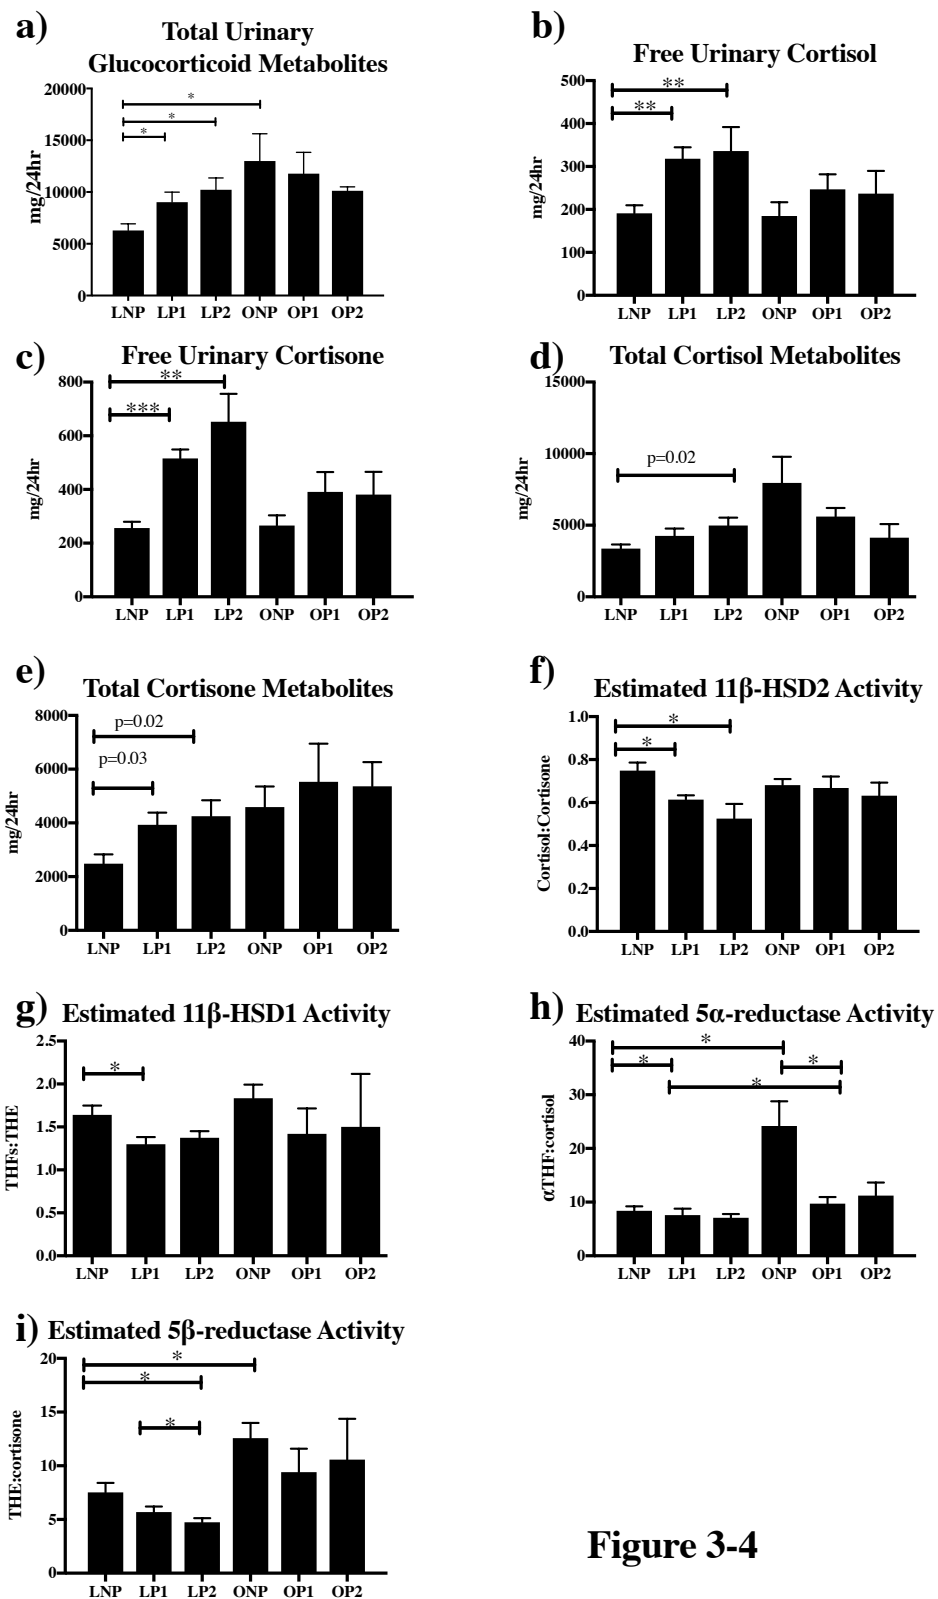 a)
Total Urinary
Glucocorticoid Metabolites
mg/24hr
20000
15000
10000
5000
0
*
*
*
LNP LP1 LP2 ONP OP1 OP2
b)
Free Urinary Cortisol
mg/24hr
500
400
300
200
100
0
**
**
LNP LP1 LP2 ONP OP1 OP2
c)
Free Urinary Cortisone
mg/24hr
800
600
400
200
0
**
***
LNP LP1 LP2 ONP OP1 OP2
d)
Total Cortisol Metabolites
mg/24hr
15000
10000
5000
0
p=0.02
LNP LP1 LP2 ONP OP1 OP2
e)
Total Cortisone Metabolites
mg/24hr
8000
6000
4000
2000
0
p=0.02
p=0.03
LNP LP1 LP2 ONP OP1 OP2
f)
Estimated 11β-HSD2 Activity
Cortisol:Cortisone
1.0
0.8
0.6
0.4
0.2
0.0
*
*
LNP LP1 LP2 ONP OP1 OP2
g)
Estimated 11β-HSD1 Activity
THFs:THE
2.5
2.0
1.5
1.0
0.5
0.0
*
LNP LP1 LP2 ONP OP1 OP2
h)
Estimated 5α-reductase Activity
αTHF:cortisol
40
30
20
10
0
*
*
*
*
LNP LP1 LP2 ONP OP1 OP2
i)
Estimated 5β-reductase Activity
THE:cortisone
20
15
10
5
0
*
*
*
LNP LP1 LP2 ONP OP1 OP2
Figure 3-4